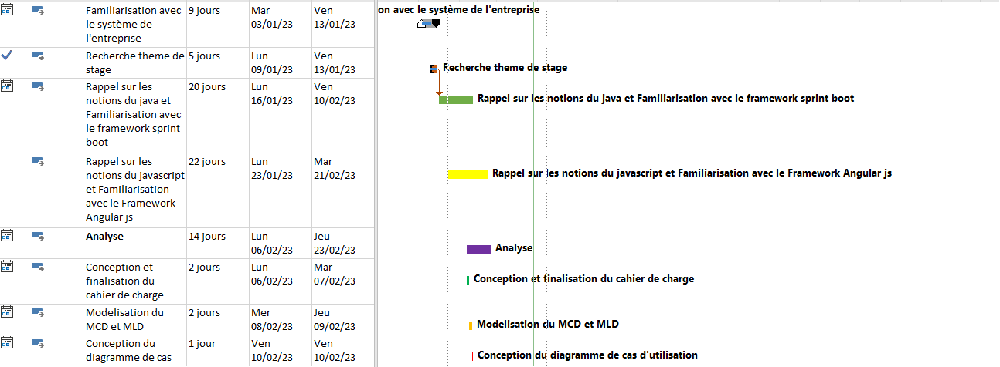 Familiarisation avec
le système de
l'entreprise
9 jours
Mar
03/01/23
Ven
13/01/23
on avec le système de l'entreprise
Recherche theme de
stage
5 jours
Lun
09/01/23
Ven
13/01/23
Recherche theme de stage
Rappel sur les
notions du java et
Familiarisation avec
le framework sprint
boot
20 jours
Lun
16/01/23
Ven
10/02/23
Rappel sur les notions du java et Familiarisation avec le framework sprint boot
Rappel sur les
notions du javascript
et Familiarisation
avec le Framework
Angular js
22 jours
Lun
23/01/23
Mar
21/02/23
Rappel sur les notions du javascript et Familiarisation avec le Framework Angular js
Analyse
14 jours
Lun
06/02/23
Jeu
23/02/23
Analyse
Conception et
finalisation du
cahier de charge
2 jours
Lun
06/02/23
Mar
07/02/23
Conception et finalisation du cahier de charge
Modelisation du
MCD et MLD
2 jours
Mer
08/02/23
Jeu
09/02/23
Modelisation du MCD et MLD
Conception du
diagramme de cas
1 jour
Ven
10/02/23
Ven
10/02/23
Conception du diagramme de cas d'utilisation